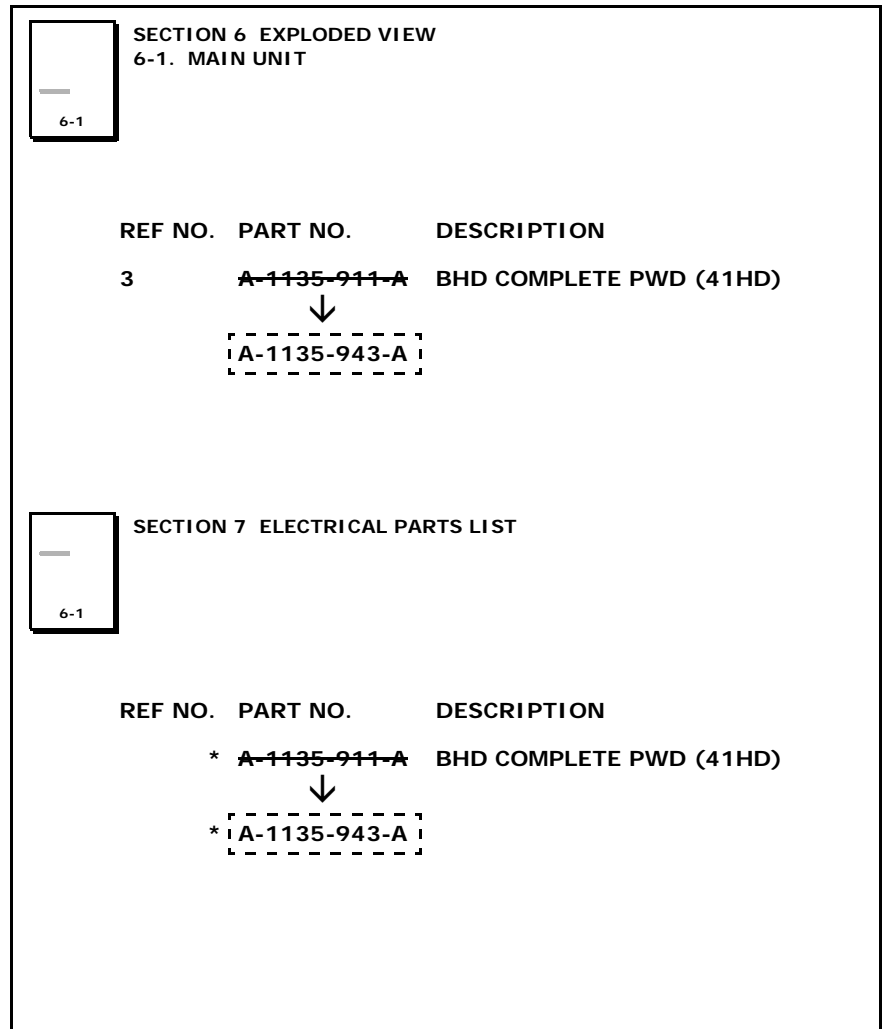 SECTION 6 EXPLODED VIEW
6-1. MAIN UNIT
6-1
REF NO. PART NO. DESCRIPTION
3 A-1135-911-A BHD COMPLETE PWD (41HD)
A-1135-943-A
SECTION 7 ELECTRICAL PARTS LIST
6-1
REF NO. PART NO. DESCRIPTION
* A-1135-911-A BHD COMPLETE PWD (41HD)
* A-1135-943-A